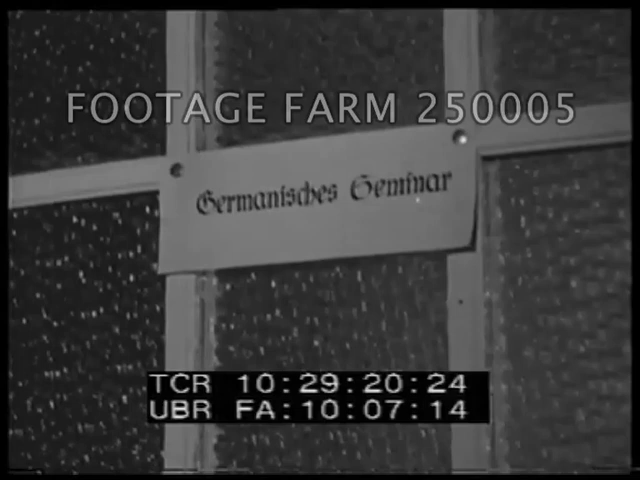 FOOTAGE FARM 250005
Germanisches Seminar
TCR 10:29:20:24
UBR FA:10:07:14